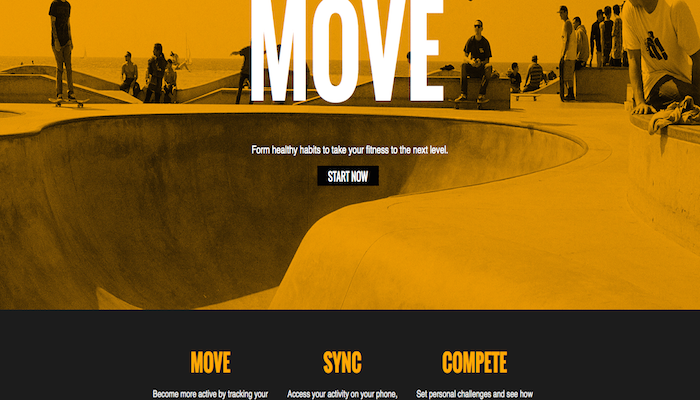 MOVE
Form healthy habits to take your fitness to the next level.
START NOW
MOVE
SYNC
COMPETE
Become more active by tracking your
Access your activity on your phone,
Set personal challenges and see how